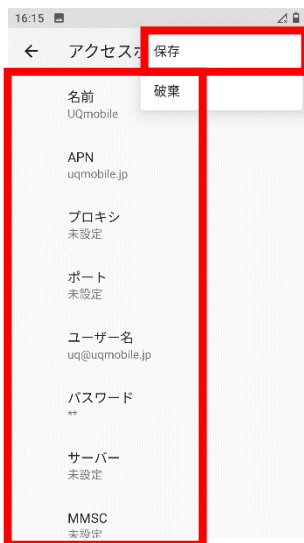 16:15
アクセスポ
保存
破棄
名前
UQmobile
APN
uqmobile.jp
プロキシ
未設定
ポート
未設定
ユーザー名
uq@uqmobile.jp
パスワード
**
サーバー
未設定
MMSC
未設定